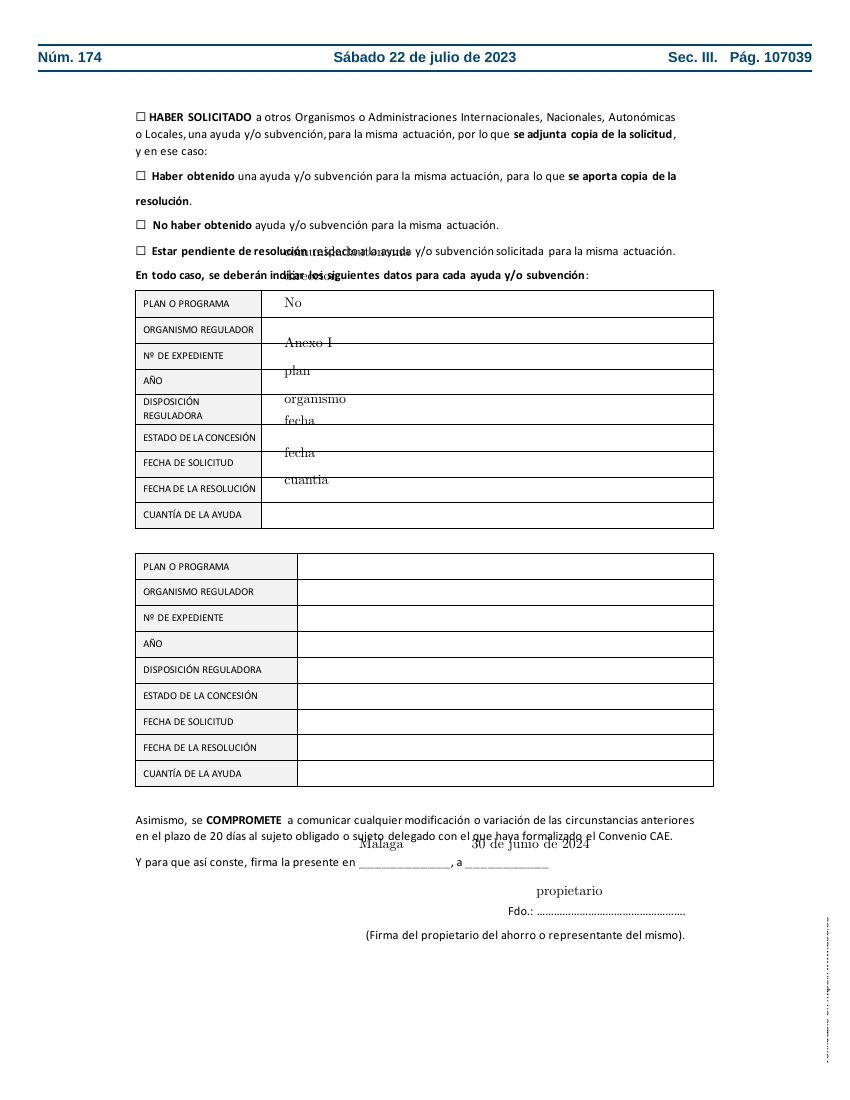 Núm. 174 Sábado 22 de julio de 2023 Sec. III. Pág. 107039
☐ HABER SOLICITADO a otros Organismos o Administraciones Internacionales, Nacionales, Autonómicas
o Locales, una ayuda y/o subvención, para la misma actuación, por lo que se adjunta copia de la solicitud,
y en ese caso:
☐ Haber obtenido una ayuda y/o subvención para la misma actuación, para lo que se aporta copia de la
resolución.
☐ No haber obtenido ayuda y/o subvención para la misma actuación.
☐ Estar pendiente de resolución respecto a la ayuda y/o subvención solicitada para la misma actuación.
En todo caso, se deberán indicar los siguientes datos para cada ayuda y/o subvención:
PLAN O PROGRAMA No
ORGANISMO REGULADOR
Anexo I
Nº DE EXPEDIENTE
plan
AÑO
organismo
DISPOSICIÓN
REGULADORA
fecha
ESTADO DE LA CONCESIÓN
fecha
FECHA DE SOLICITUD
cuantia
FECHA DE LA RESOLUCIÓN
CUANTÍA DE LA AYUDA
PLAN O PROGRAMA
ORGANISMO REGULADOR
Nº DE EXPEDIENTE
AÑO
DISPOSICIÓN REGULADORA
ESTADO DE LA CONCESIÓN
FECHA DE SOLICITUD
FECHA DE LA RESOLUCIÓN
CUANTÍA DE LA AYUDA
Asimismo, se COMPROMETE a comunicar cualquier modificación o variación de las circunstancias anteriores
en el plazo de 20 días al sujeto obligado o sujeto delegado con el que haya formalizado el Convenio CAE.
Malaga 30 de junio de 2024
Y para que así conste, firma la presente en _____________, a ____________
propietario
Fdo.: …………………………………………….
(Firma del propietario del ahorro o representante del mismo).